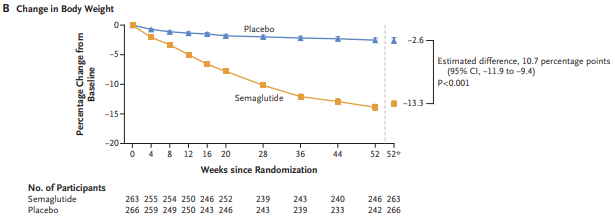 B Change in Body Weight
Percentage Change from
Baseline
0
−5
−10
−15
−20
Placebo
Semaglutide
−2.6
−13.3
Estimated difference, 10.7 percentage points
(95% CI, −11.9 to −9.4)
P<0.001
0 4 8 12 16 20 28 36 44 52 52*
Weeks since Randomization
No. of Participants
Semaglutide 263 255 254 250 246 252 239 243 240 246 263
Placebo 266 259 249 250 243 246 243 239 233 242 266